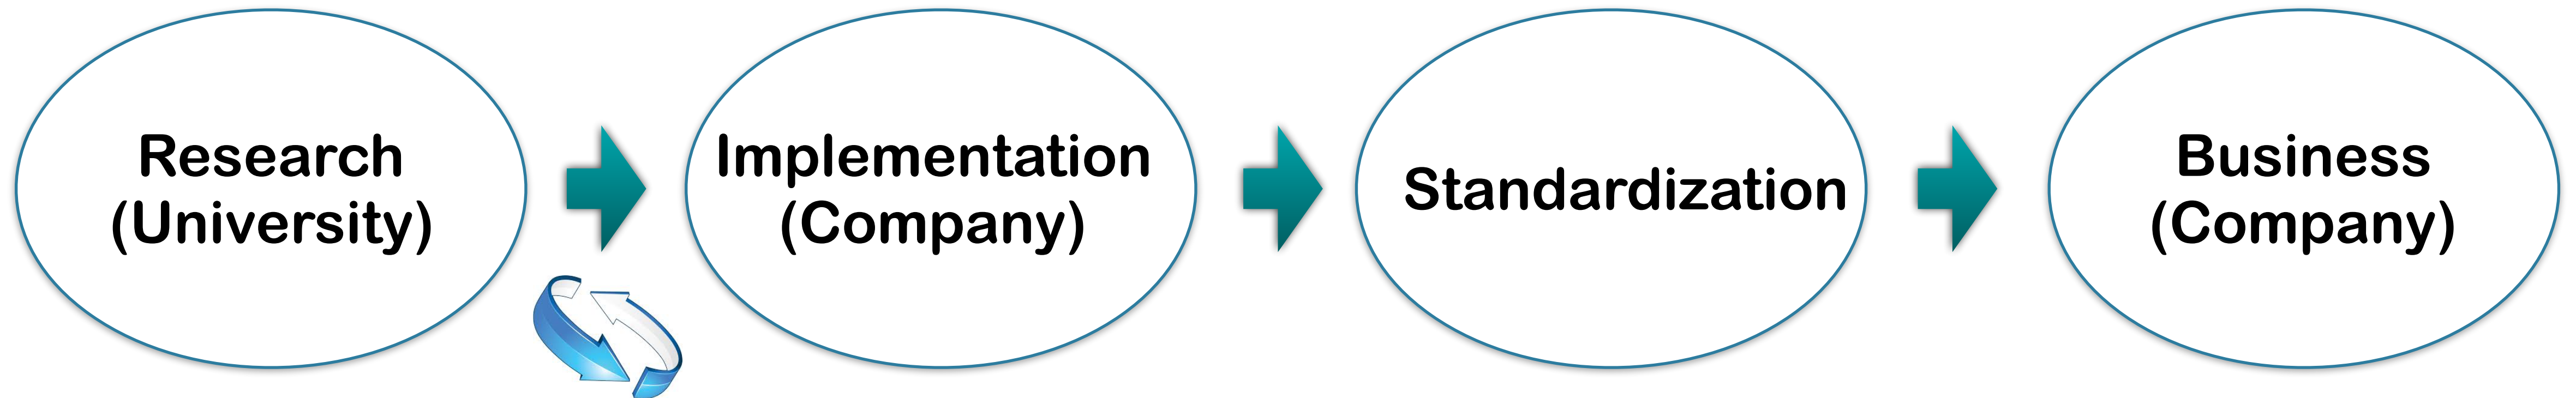 Research
(University)
Implementation
(Company)
Standardization
Business
(Company)